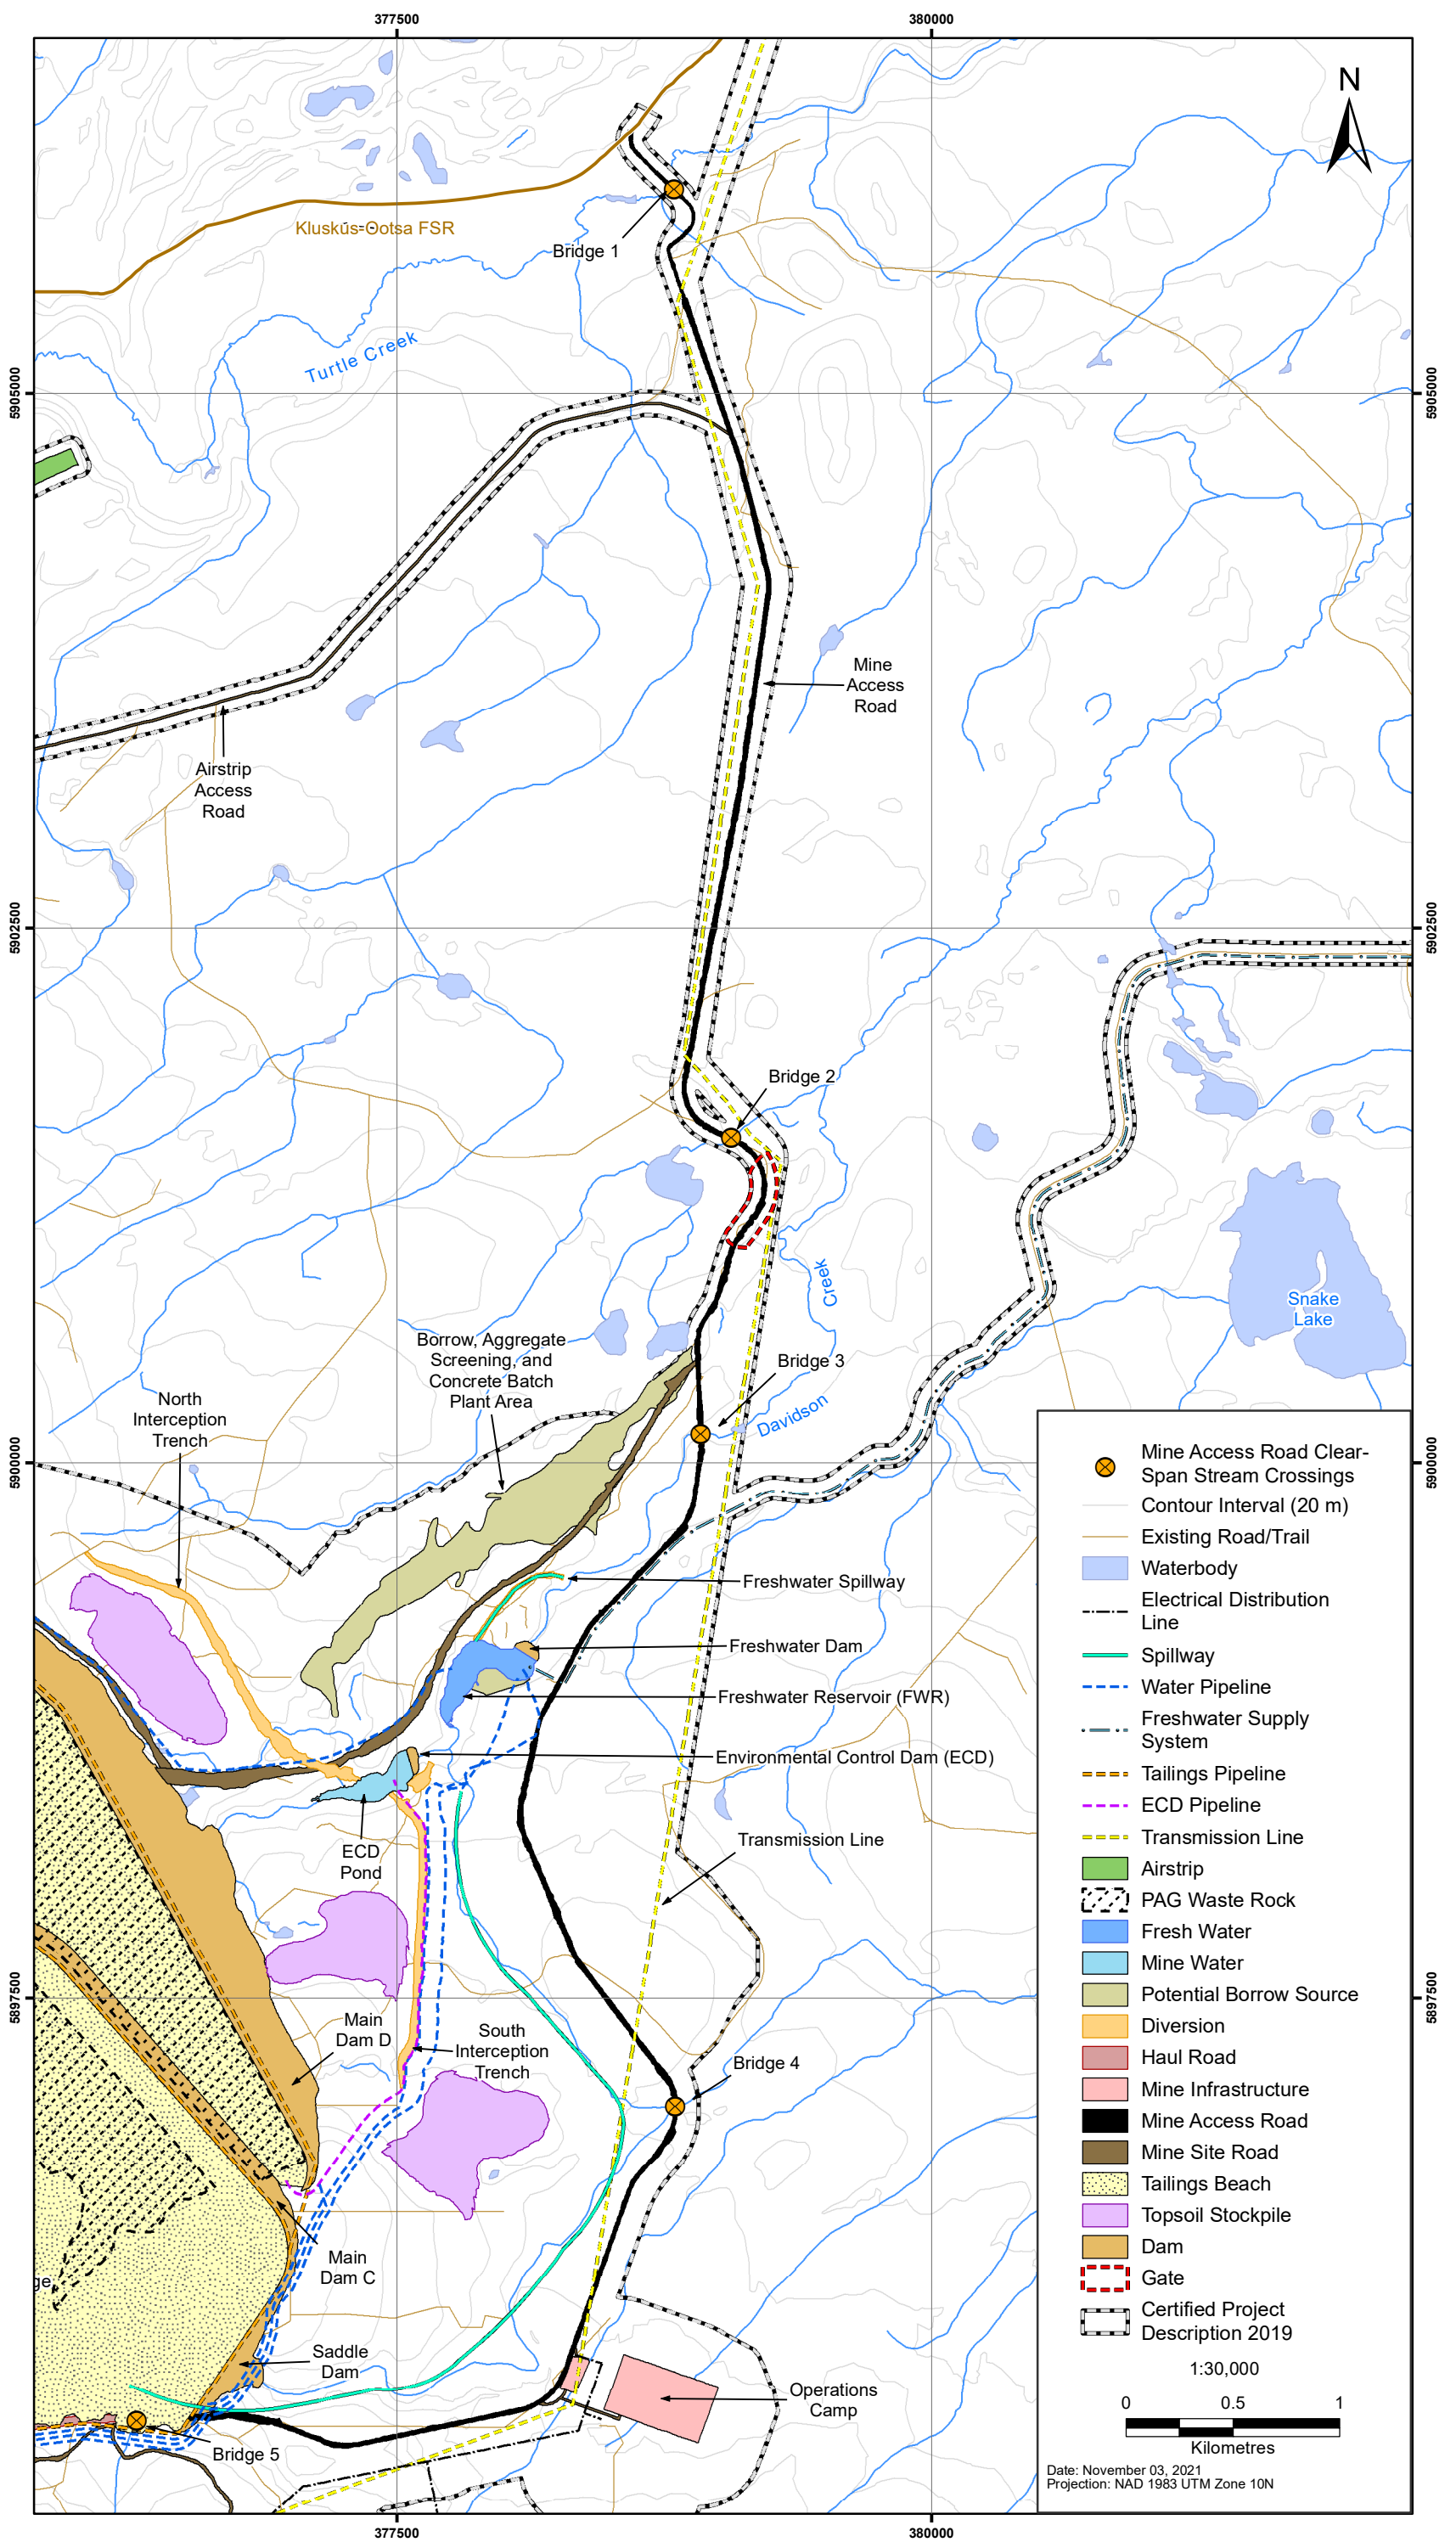 377500
380000
N
Kluskus-Ootsa FSR
Bridge 1
Turtle Creek
5905000
5905000
Mine
Access
Road
Airstrip
Access
Road
5902500
5902500
Bridge 2
Creek
Snake
Lake
Borrow, Aggregate
Screening, and
Concrete Batch
Plant Area
Bridge 3
Davidson
North
Interception
Trench
5900000
5900000
Freshwater Spillway
Freshwater Dam
Freshwater Reservoir (FWR)
Environmental Control Dam (ECD)
ECD
Pond
Transmission Line
5897500
5897500
Main
Dam D
South
Interception
Trench
Bridge 4
Main
Dam C
ge,
Saddle
Dam
Operations
Camp
Bridge 5
Mine Access Road Clear-
Span Stream Crossings
Contour Interval (20 m)
Existing Road/Trail
Waterbody
Electrical Distribution
Line
Spillway
Water Pipeline
Freshwater Supply
System
Tailings Pipeline
ECD Pipeline
Transmission Line
Airstrip
PAG Waste Rock
Fresh Water
Mine Water
Potential Borrow Source
Diversion
Haul Road
Mine Infrastructure
Mine Access Road
Mine Site Road
Tailings Beach
Topsoil Stockpile
Dam
Gate
Certified Project
Description 2019
1:30,000
0 0.5 1
Kilometres
Date: November 03, 2021
Projection: NAD 1983 UTM Zone 10N
377500
380000